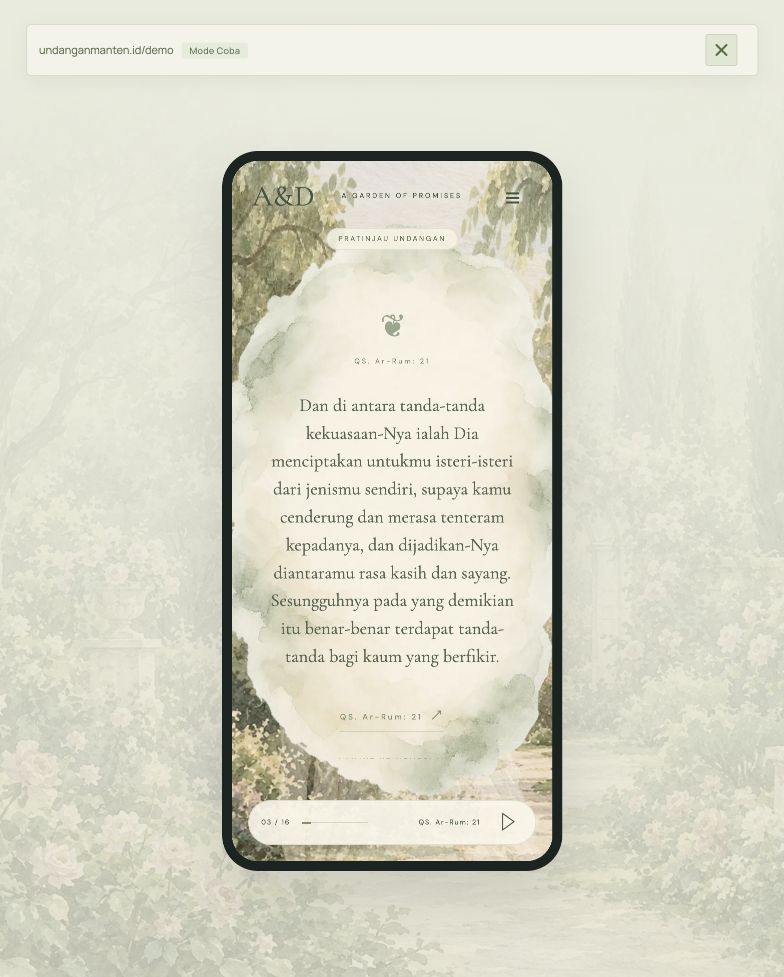 undanganmanten.id/demo Mode Coba
A&D A GARDEN OF PROMISES
PRATINJAU UNDANGAN
QS. Ar-Rum: 21
Dan di antara tanda-tanda
kekuasaan-Nya ialah Dia
menciptakan untukmu isteri-isteri
dari jenismu sendiri, supaya kamu
cenderung dan merasa tenteram
kepadanya, dan dijadikan-Nya
diantaramu rasa kasih dan sayang.
Sesungguhnya pada yang demikian
itu benar-benar terdapat tanda-
tanda bagi kaum yang berfikir.
QS. Ar-Rum: 21
03 / 16 QS. Ar-Rum: 21